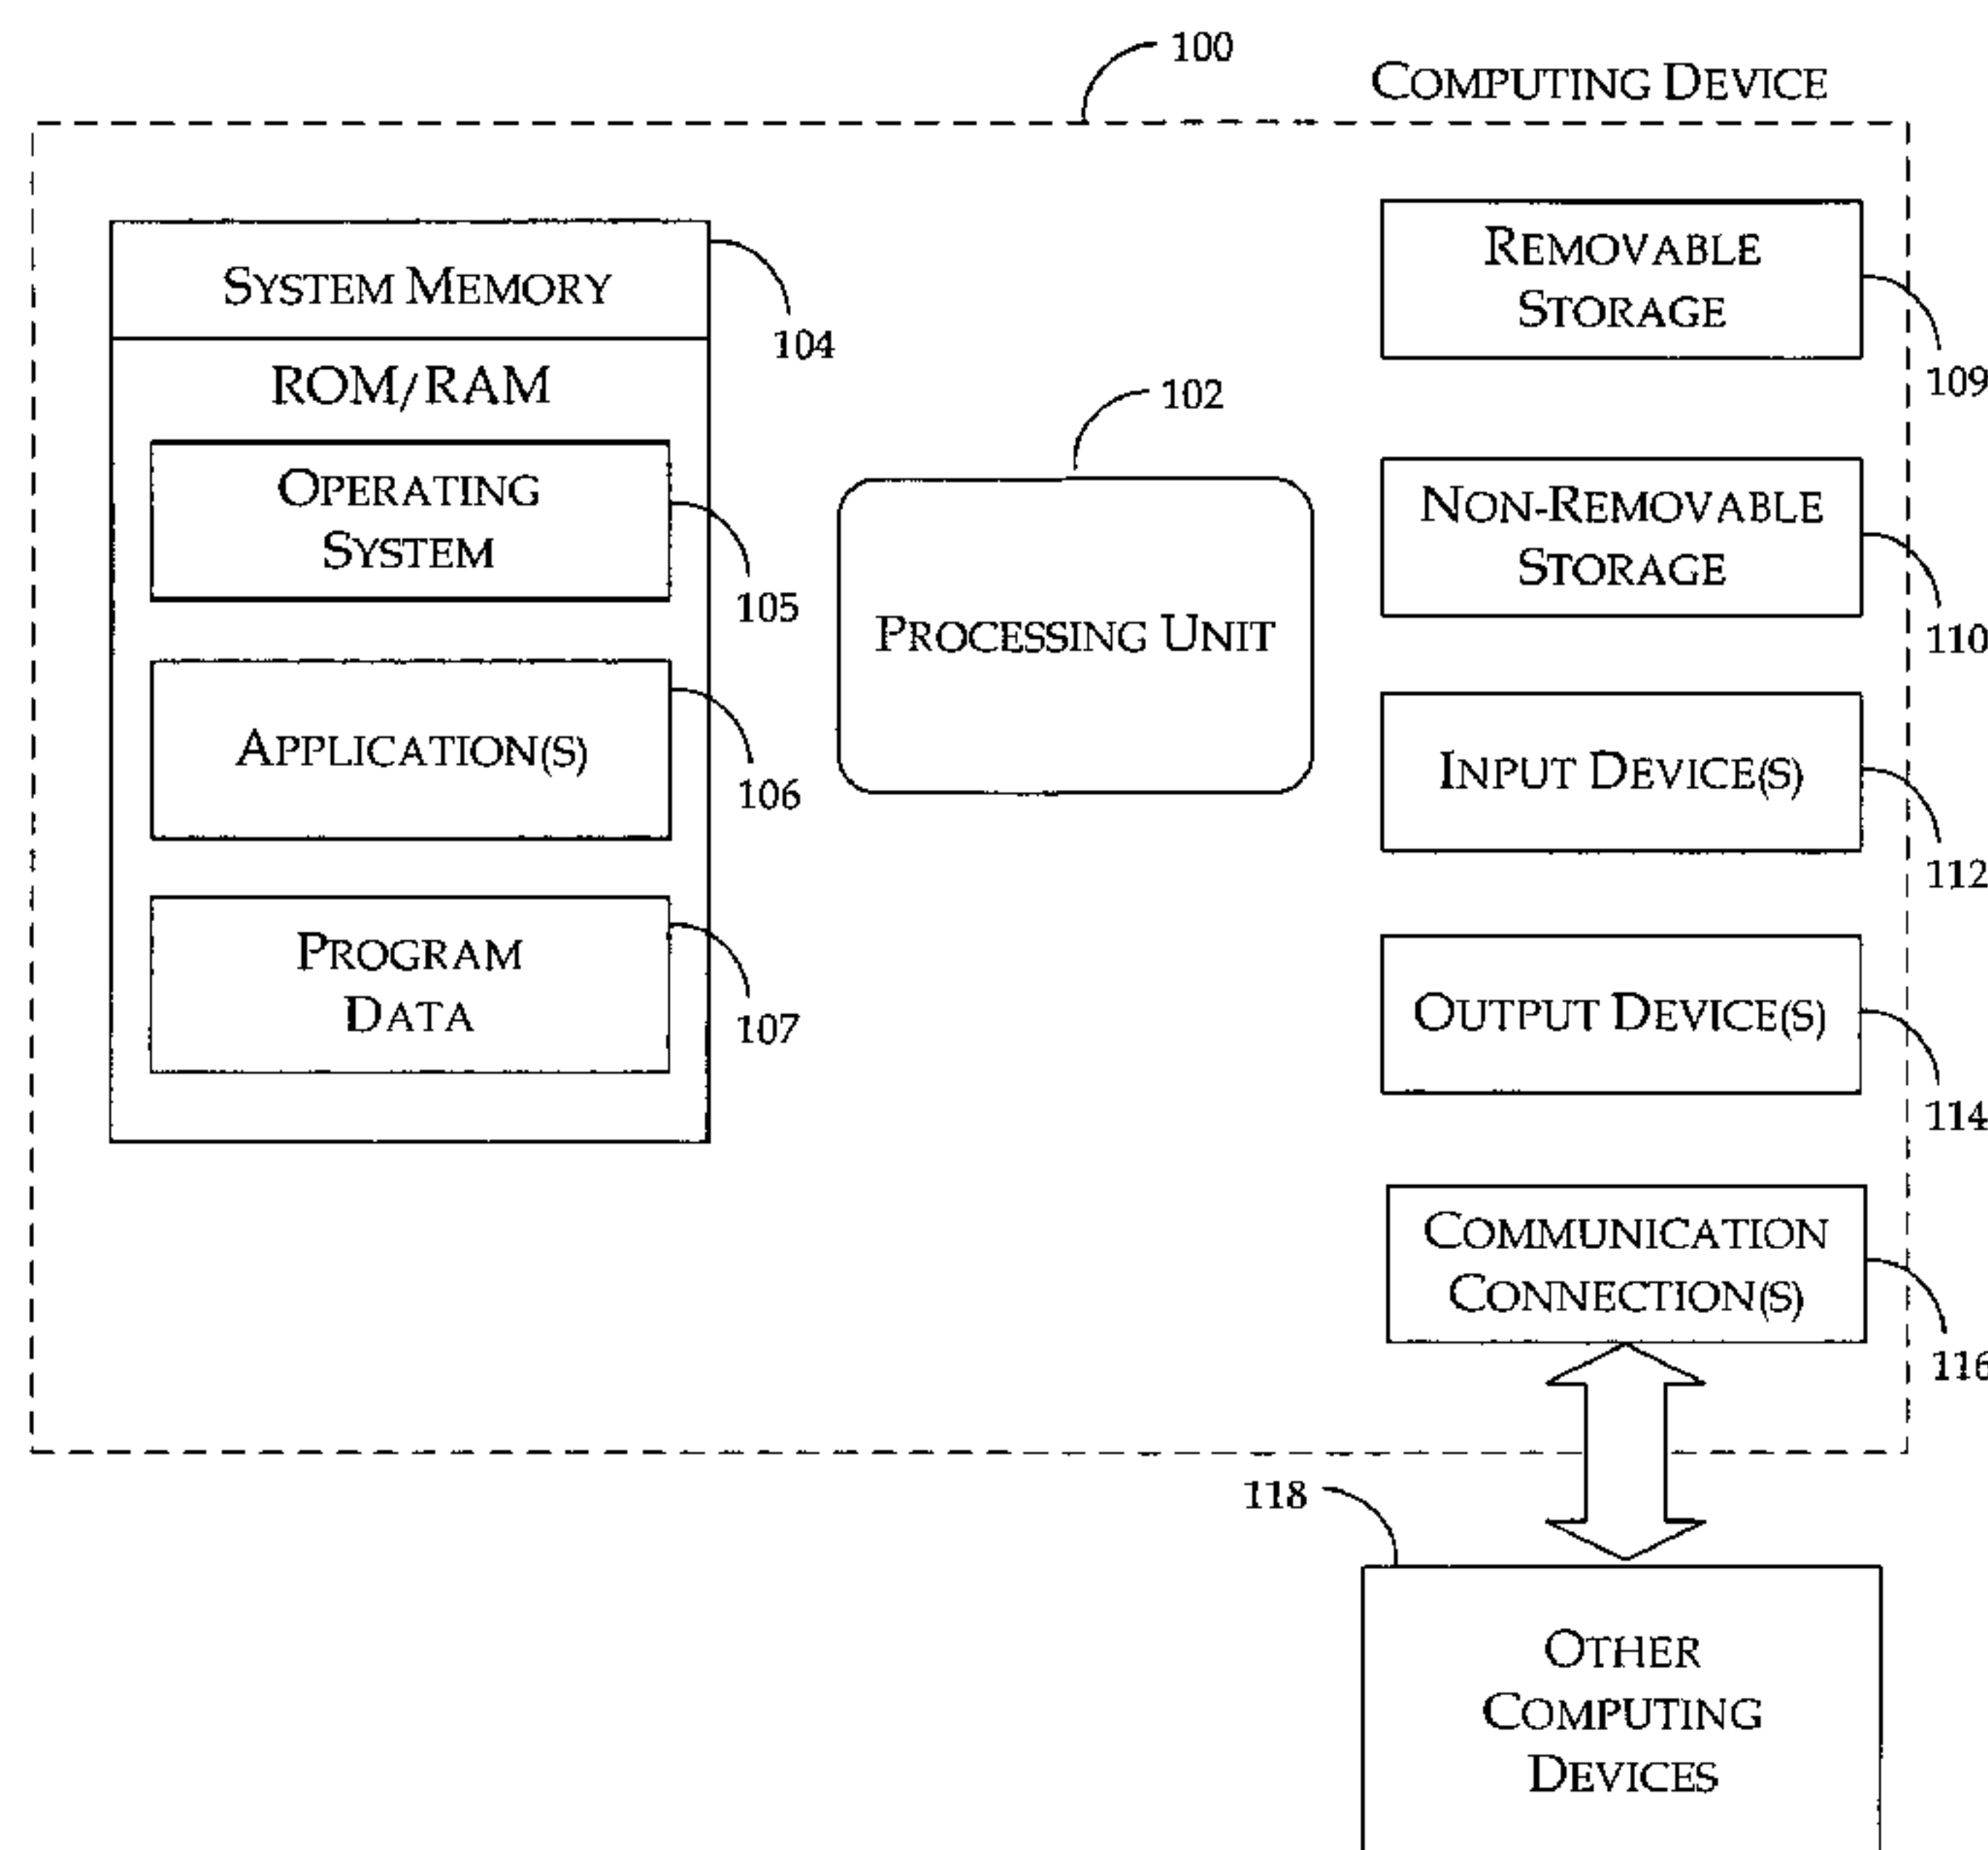 100
COMPUTING DEVICE
SYSTEM MEMORY
104
ROM/RAM
OPERATING
SYSTEM
105
APPLICATION(S)
106
PROGRAM
DATA
107
102
PROCESSING UNIT
REMOVABLE
STORAGE
109
NON-REMOVABLE
STORAGE
110
INPUT DEVICE(S)
112
OUTPUT DEVICE(S)
114
COMMUNICATION
CONNECTION(S)
116
118
OTHER
COMPUTING
DEVICES